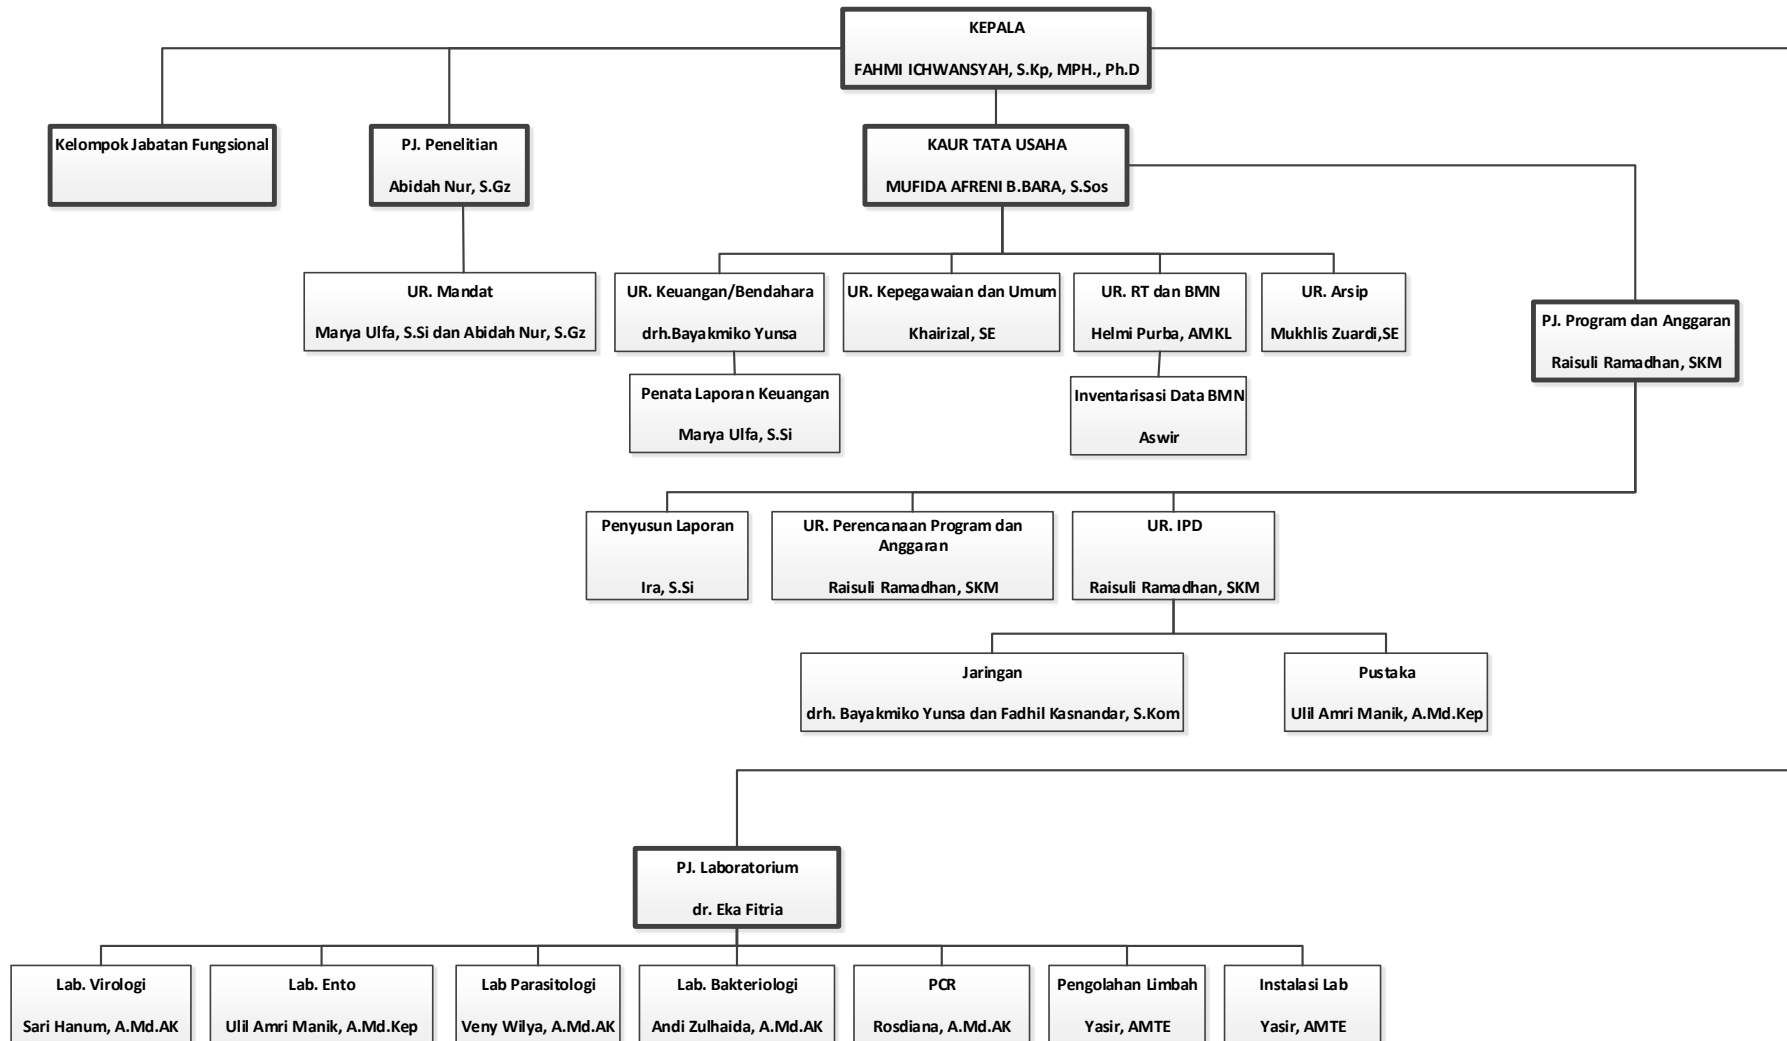 KEPALA
FAHMI ICHWANSYAH, S.Kp, MPH., Ph.D
Kelompok Jabatan Fungsional
PJ. Penelitian
Abidah Nur, S.Gz
KAUR TATA USAHA
MUFIDA AFRENI B.BARA, S.Sos
UR. Mandat
Marya Ulfa, S.Si dan Abidah Nur, S.Gz
UR. Keuangan/Bendahara
drh.Bayakmiko Yunsa
UR. Kepegawaian dan Umum
Khairizal, SE
UR. RT dan BMN
Helmi Purba, AMKL
UR. Arsip
Mukhlis Zuardi,SE
PJ. Program dan Anggaran
Raisuli Ramadhan, SKM
Penata Laporan Keuangan
Marya Ulfa, S.Si
Inventarisasi Data BMN
Aswir
Penyusun Laporan
Ira, S.Si
UR. Perencanaan Program dan
Anggaran
Raisuli Ramadhan, SKM
UR. IPD
Raisuli Ramadhan, SKM
Jaringan
drh. Bayakmiko Yunsa dan Fadhil Kasnandar, S.Kom
Pustaka
Ulil Amri Manik, A.Md.Kep
PJ. Laboratorium
dr. Eka Fitria
Lab. Virologi
Sari Hanum, A.Md.AK
Lab. Ento
Ulil Amri Manik, A.Md.Kep
Lab Parasitologi
Veny Wilya, A.Md.AK
Lab. Bakteriologi
Andi Zulhaida, A.Md.AK
PCR
Rosdiana, A.Md.AK
Pengolahan Limbah
Yasir, AMTE
Instalasi Lab
Yasir, AMTE